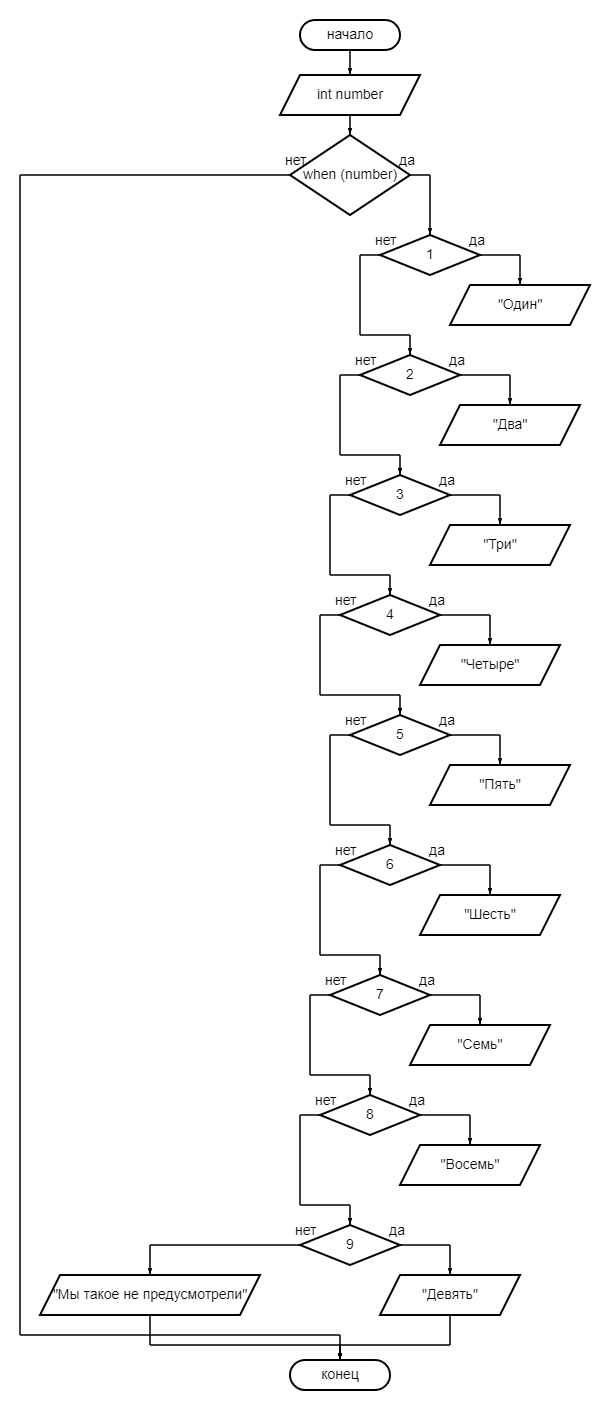 начало
int number
нет
да
when (number)
нет
да
1
"Один"
нет
да
2
"Два"
нет
да
3
"Три"
нет
да
4
"Четыре"
нет
да
5
"Пять"
нет
да
6
"Шесть"
нет
да
7
"Семь"
нет
да
8
"Восемь"
нет
да
9
"Мы такое не предусмотрели"
"Девять"
конец